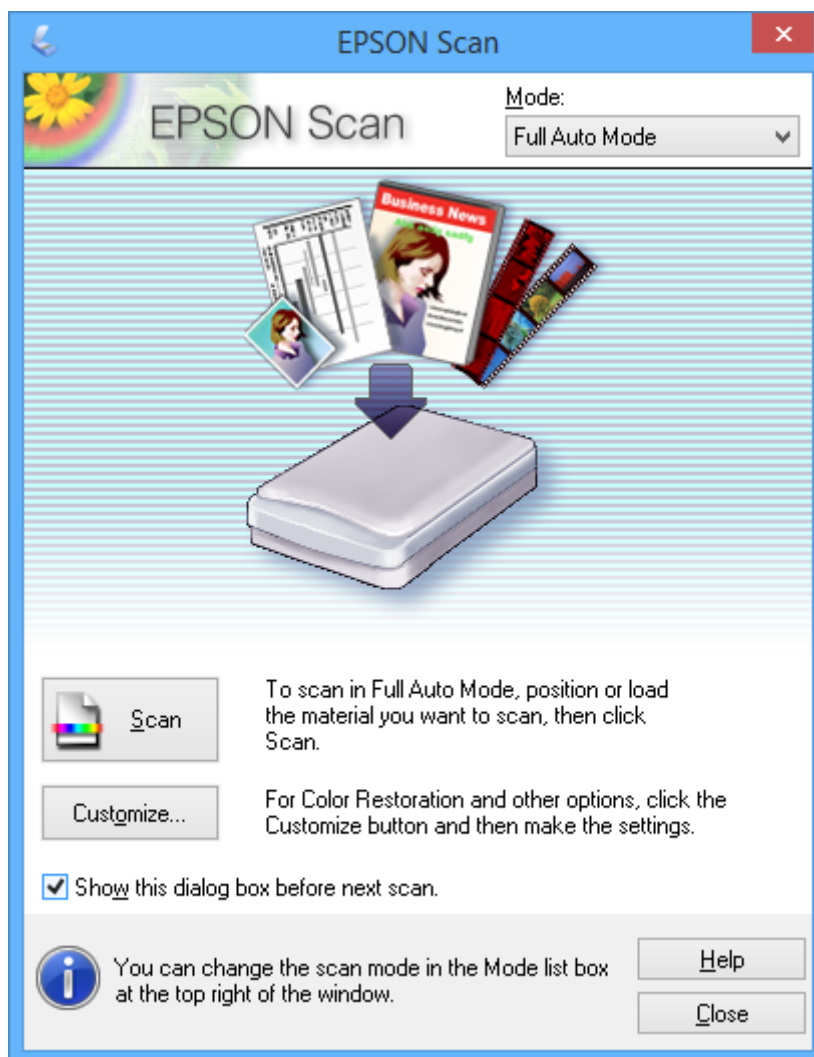 EPSON Scan
EPSON Scan
Mode:
Full Auto Mode
Business News
Scan
To scan in Full Auto Mode, position or load
the material you want to scan, then click
Scan.
Customize...
For Color Restoration and other options, click the
Customize button and then make the settings.
Show this dialog box before next scan.
You can change the scan mode in the Mode list box
at the top right of the window.
Help
Close